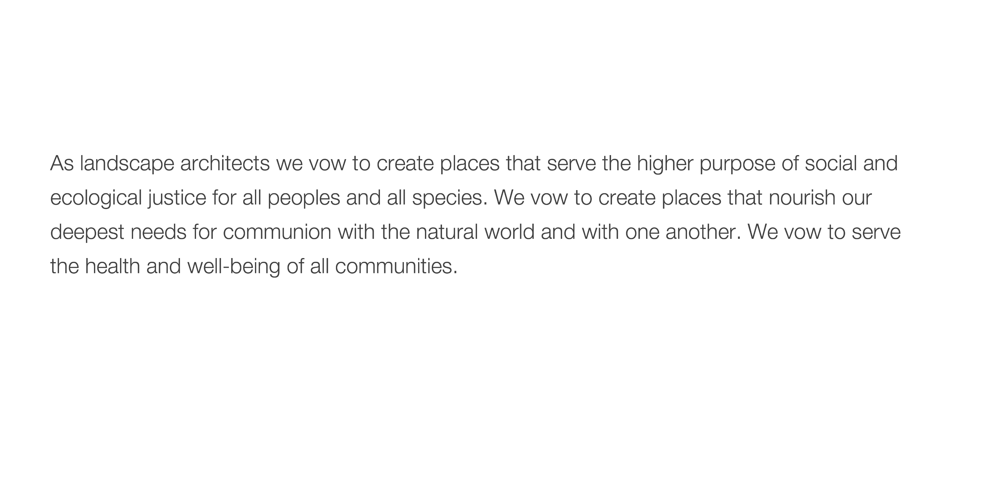 As landscape architects we vow to create places that serve the higher purpose of social and
ecological justice for all peoples and all species. We vow to create places that nourish our
deepest needs for communion with the natural world and with one another. We vow to serve
the health and well-being of all communities.